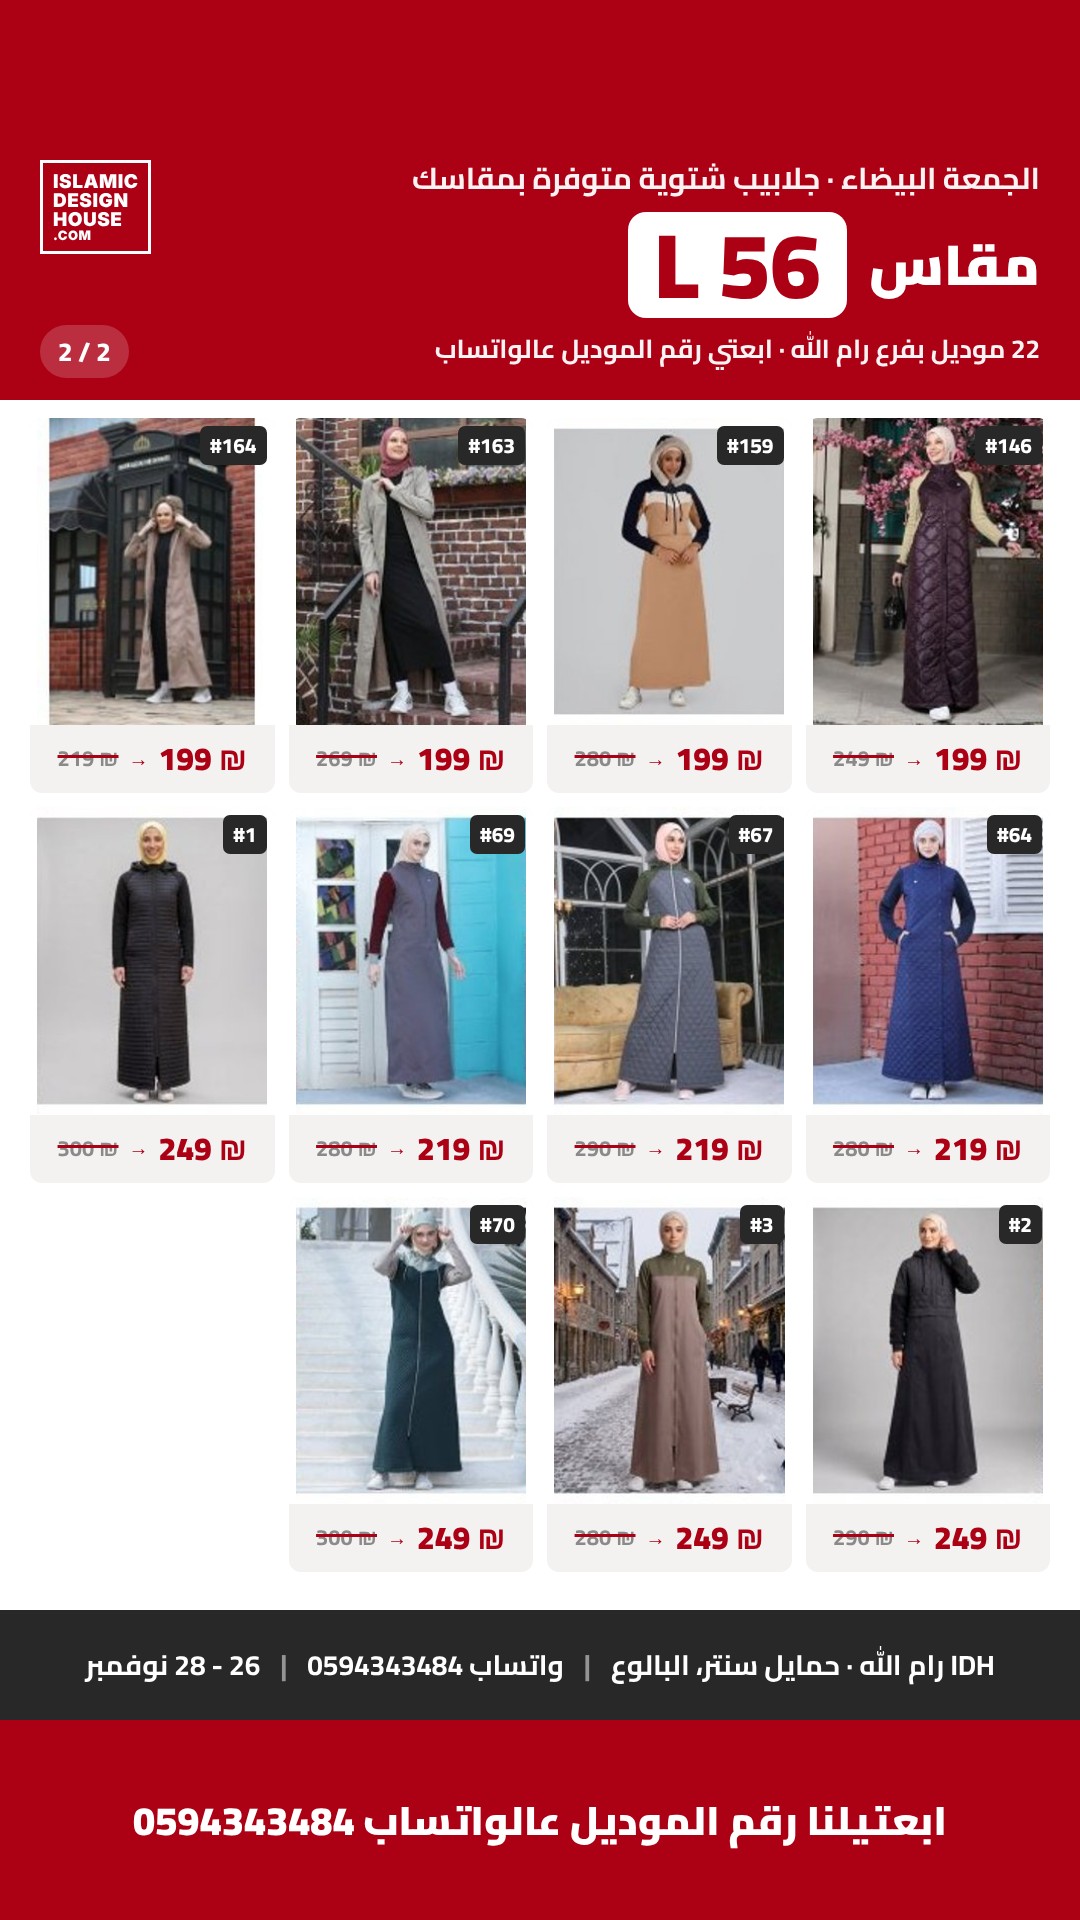 ISLAMIC
DESIGN
HOUSE
.COM
الجمعة البيضاء · جلابيب شتوية متوفرة بمقاسك
مقاس L 56
22 موديل بفرع رام الله · ابعتي رقم الموديل عالواتساب
2 / 2
#146
#159
#163
#164
249 ₪ → 199 ₪
280 ₪ → 199 ₪
269 ₪ → 199 ₪
219 ₪ → 199 ₪
#64
#67
#69
#1
280 ₪ → 219 ₪
290 ₪ → 219 ₪
280 ₪ → 219 ₪
300 ₪ → 249 ₪
#2
#3
#70
290 ₪ → 249 ₪
280 ₪ → 249 ₪
300 ₪ → 249 ₪
IDH رام الله · حمايل سنتر، البالوع | واتساب 0594343484 | 26 - 28 نوفمبر
ابعتيلنا رقم الموديل عالواتساب 0594343484